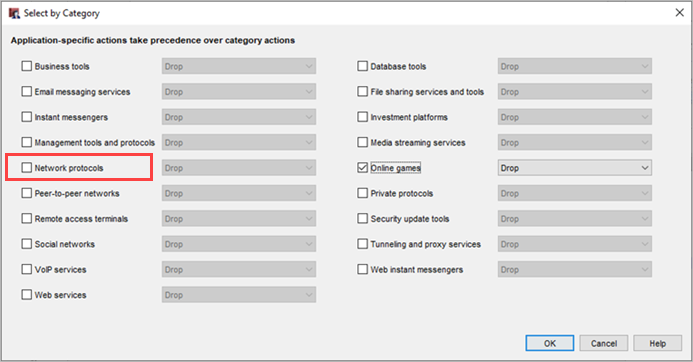 Select by Category
Application-specific actions take precedence over category actions
Business tools Drop Database tools Drop
Email messaging services Drop File sharing services and tools Drop
Instant messengers Drop Investment platforms Drop
Management tools and protocols Drop Media streaming services Drop
Network protocols Drop Online games Drop
Peer-to-peer networks Drop Private protocols Drop
Remote access terminals Drop Security update tools Drop
Social networks Drop Tunneling and proxy services Drop
VoIP services Drop Web instant messengers Drop
Web services Drop
OK Cancel Help